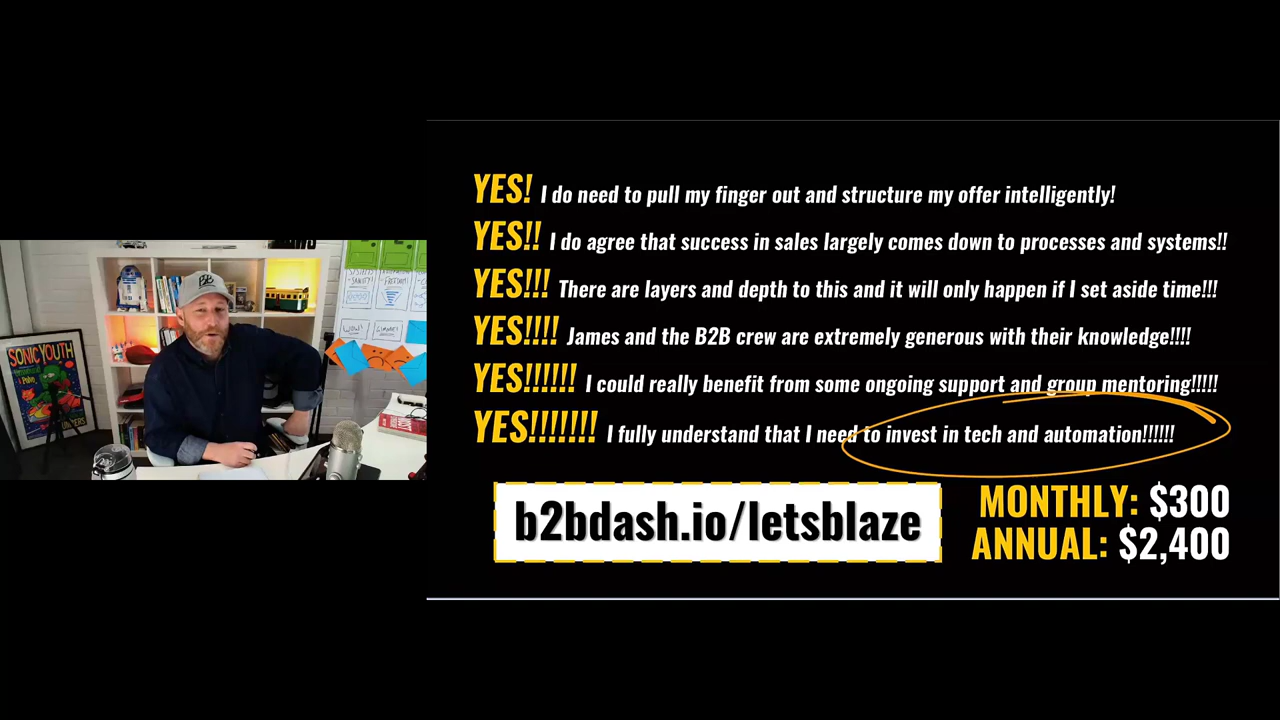 YES! I do need to pull my finger out and structure my offer intelligently!
YES!! I do agree that success in sales largely comes down to processes and systems!!
YES!!! There are layers and depth to this and it will only happen if I set aside time!!!
YES!!!! James and the B2B crew are extremely generous with their knowledge!!!!
YES!!!!!! I could really benefit from some ongoing support and group mentoring!!!!!
YES!!!!!!! I fully understand that I need to invest in tech and automation!!!!!!
b2bdash.io/letsblaze
MONTHLY: $300
ANNUAL: $2,400
SONIC YOUTH